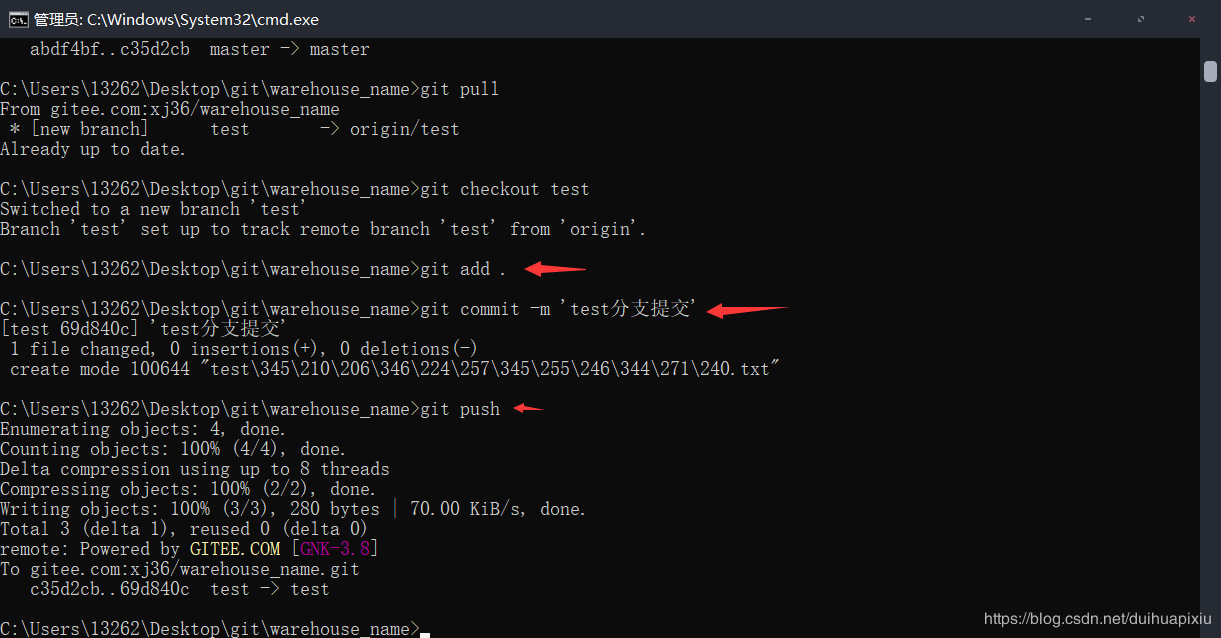 管理员: C:\Windows\System32\cmd.exe
abdf4bf..c35d2cb  master -> master
C:\Users\13262\Desktop\git\warehouse_name>git pull
From gitee.com:xj36/warehouse_name
* [new branch]      test       -> origin/test
Already up to date.
C:\Users\13262\Desktop\git\warehouse_name>git checkout test
Switched to a new branch 'test'
Branch 'test' set up to track remote branch 'test' from 'origin'.
C:\Users\13262\Desktop\git\warehouse_name>git add .
C:\Users\13262\Desktop\git\warehouse_name>git commit -m 'test分支提交'
[test 69d840c] 'test分支提交'
1 file changed, 0 insertions(+), 0 deletions(-)
create mode 100644 "test\345\210\206\346\224\257\345\255\246\344\271\240.txt"
C:\Users\13262\Desktop\git\warehouse_name>git push
Enumerating objects: 4, done.
Counting objects: 100% (4/4), done.
Delta compression using up to 8 threads
Compressing objects: 100% (2/2), done.
Writing objects: 100% (3/3), 280 bytes | 70.00 KiB/s, done.
Total 3 (delta 1), reused 0 (delta 0)
remote: Powered by GITEE.COM [GNK-3.8]
To gitee.com:xj36/warehouse_name.git
c35d2cb..69d840c  test -> test
C:\Users\13262\Desktop\git\warehouse_name>
https://blog.csdn.net/duihuapixiu